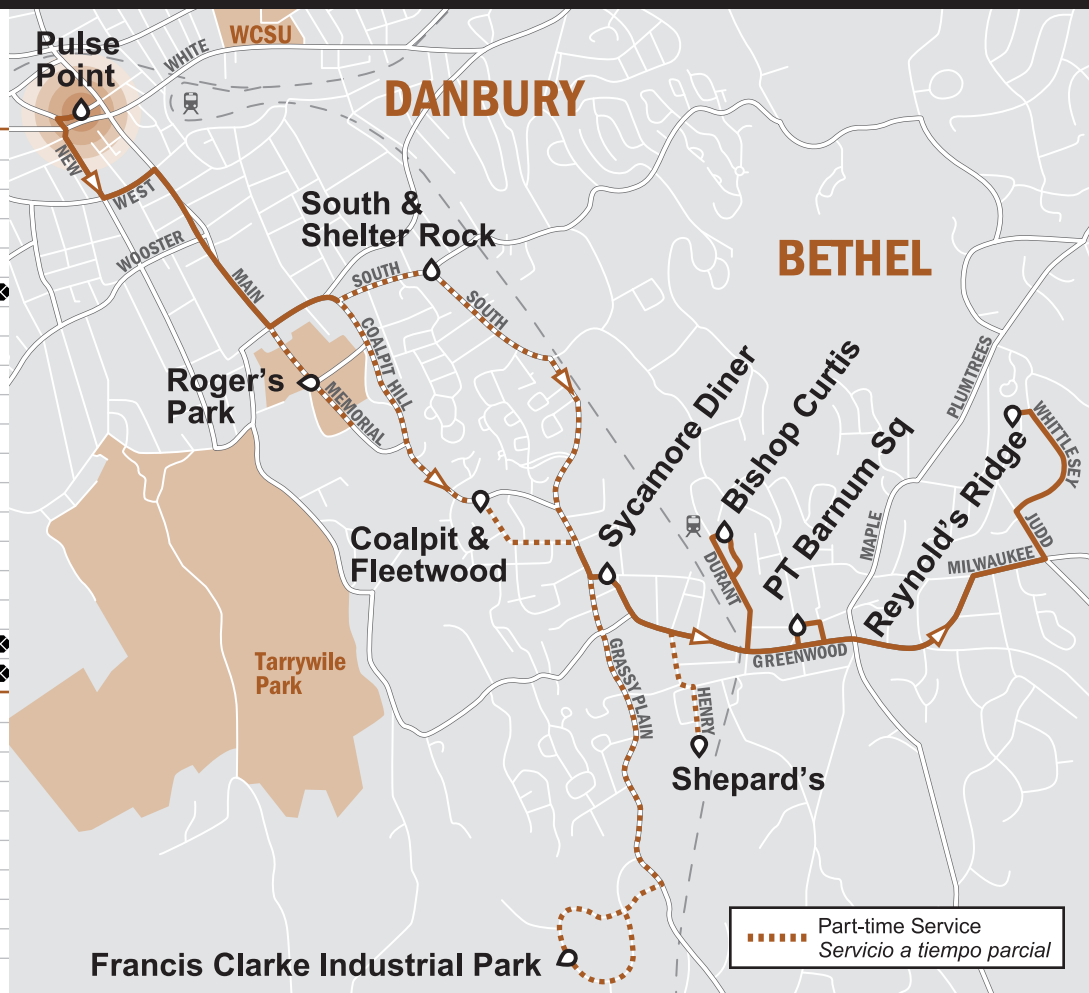 Pulse
Point
WCSU
WHITE
DANBURY
NEW
WEST
WOOSTER
MAIN
South &
Shelter Rock
SOUTH
SOUTH
BETHEL
COALPIT HILL
Roger's
Park
MEMORIAL
Sycamore Diner
Bishop Curtis
PT Barnum Sq
PLUMTREES
Reynold's Ridge
WHITTLESEY
JUDD
MILWAUKEE
MAPLE
DURANT
Coalpit &
Fleetwood
GREENWOOD
Tarrywile
Park
GRASSY PLAIN
HENRY
Shepard's
Francis Clarke Industrial Park
Part-time Service
Servicio a tiempo parcial